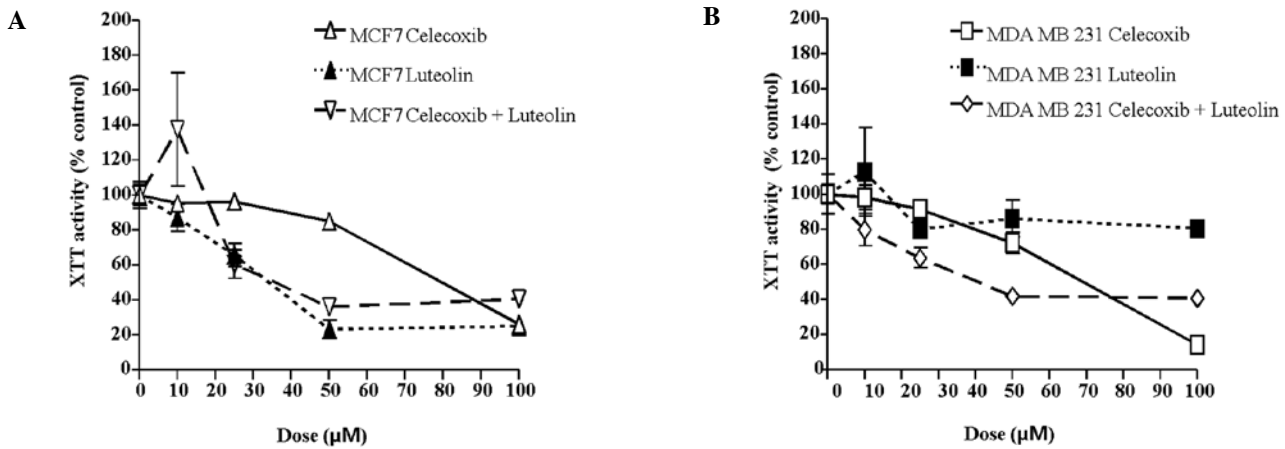 A
XTT activity (% control)
200
180
160
140
120
100
80
60
40
20
0
MCF7 Celecoxib
MCF7 Luteolin
MCF7 Celecoxib + Luteolin
0 10 20 30 40 50 60 70 80 90 100
Dose (µM)
B
XTT activity (% control)
200
180
160
140
120
100
80
60
40
20
0
MDA MB 231 Celecoxib
MDA MB 231 Luteolin
MDA MB 231 Celecoxib + Luteolin
0 10 20 30 40 50 60 70 80 90 100
Dose (µM)